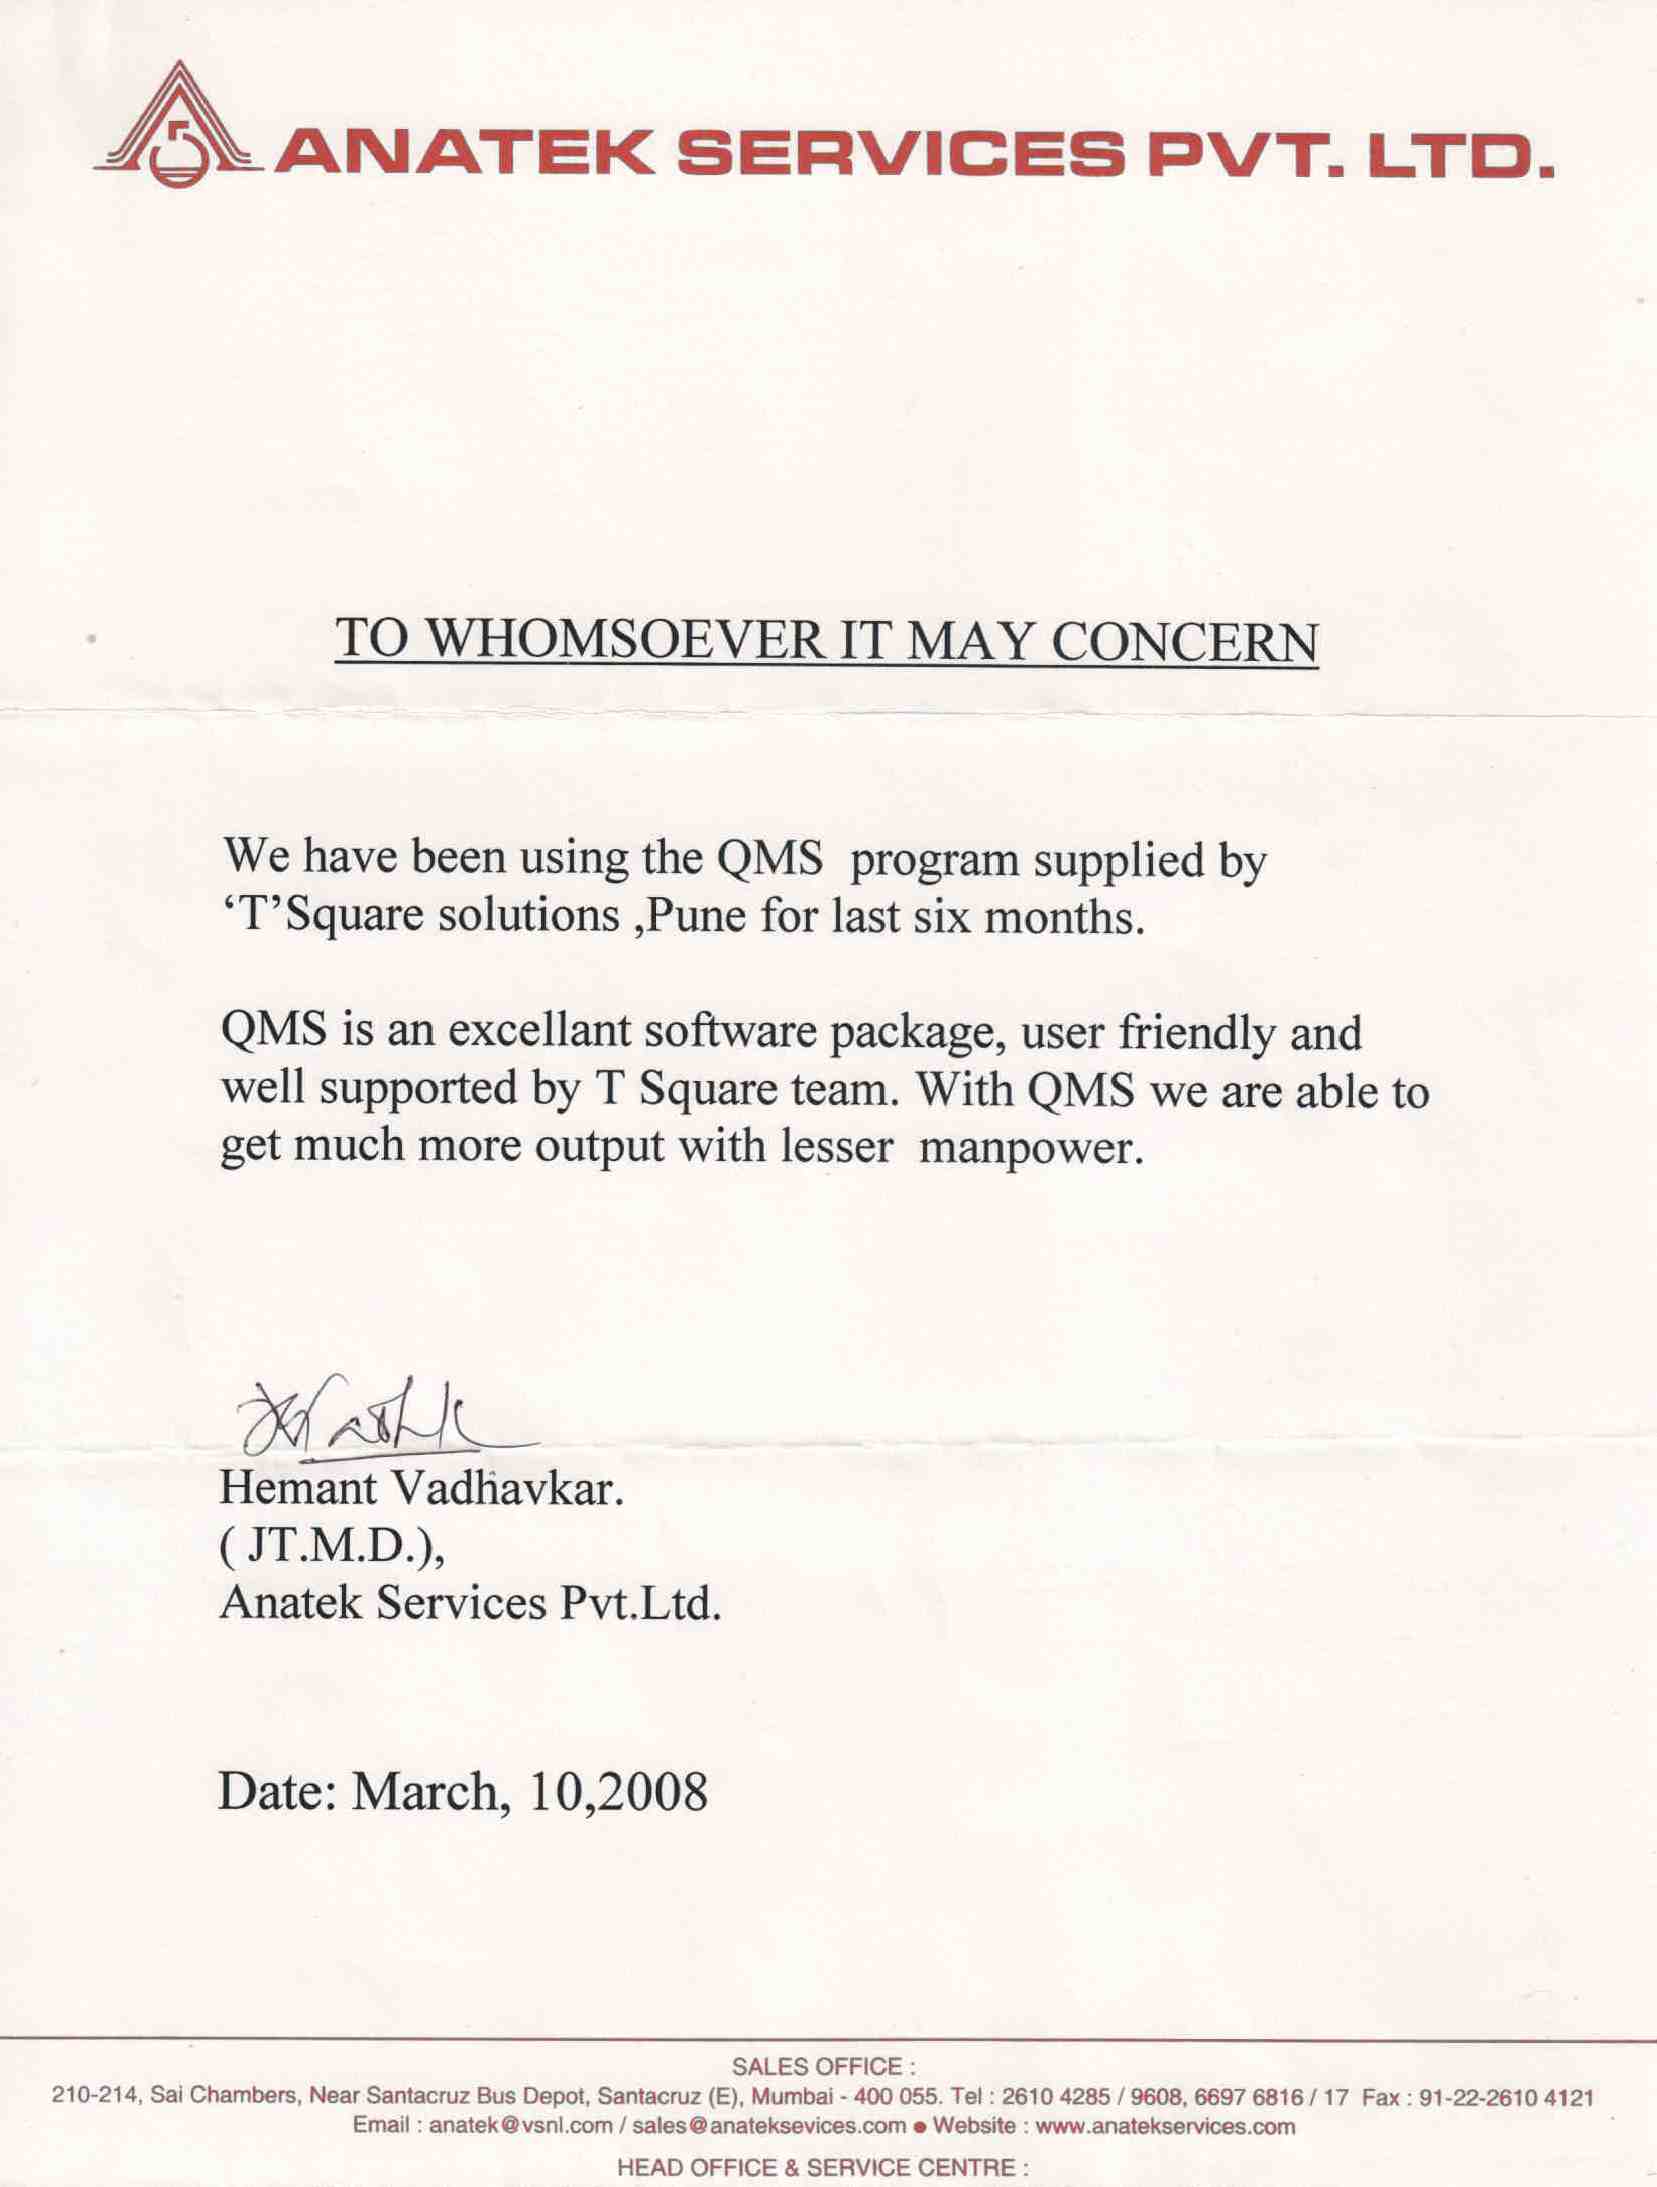 ANATEK SERVICES PVT. LTD.
TO WHOMSOEVER IT MAY CONCERN
We have been using the QMS program supplied by
‘T’Square solutions ,Pune for last six months.
QMS is an excellant software package, user friendly and
well supported by T Square team. With QMS we are able to
get much more output with lesser manpower.
Hemant Vadhavkar.
( JT.M.D.),
Anatek Services Pvt.Ltd.
Date: March, 10,2008
SALES OFFICE :
210-214, Sai Chambers, Near Santacruz Bus Depot, Santacruz (E), Mumbai - 400 055. Tel : 2610 4285 / 9608, 6697 6816 / 17 Fax : 91-22-2610 4121
Email : anatek@vsnl.com / sales@anateksevices.com ● Website : www.anatekservices.com
HEAD OFFICE & SERVICE CENTRE :